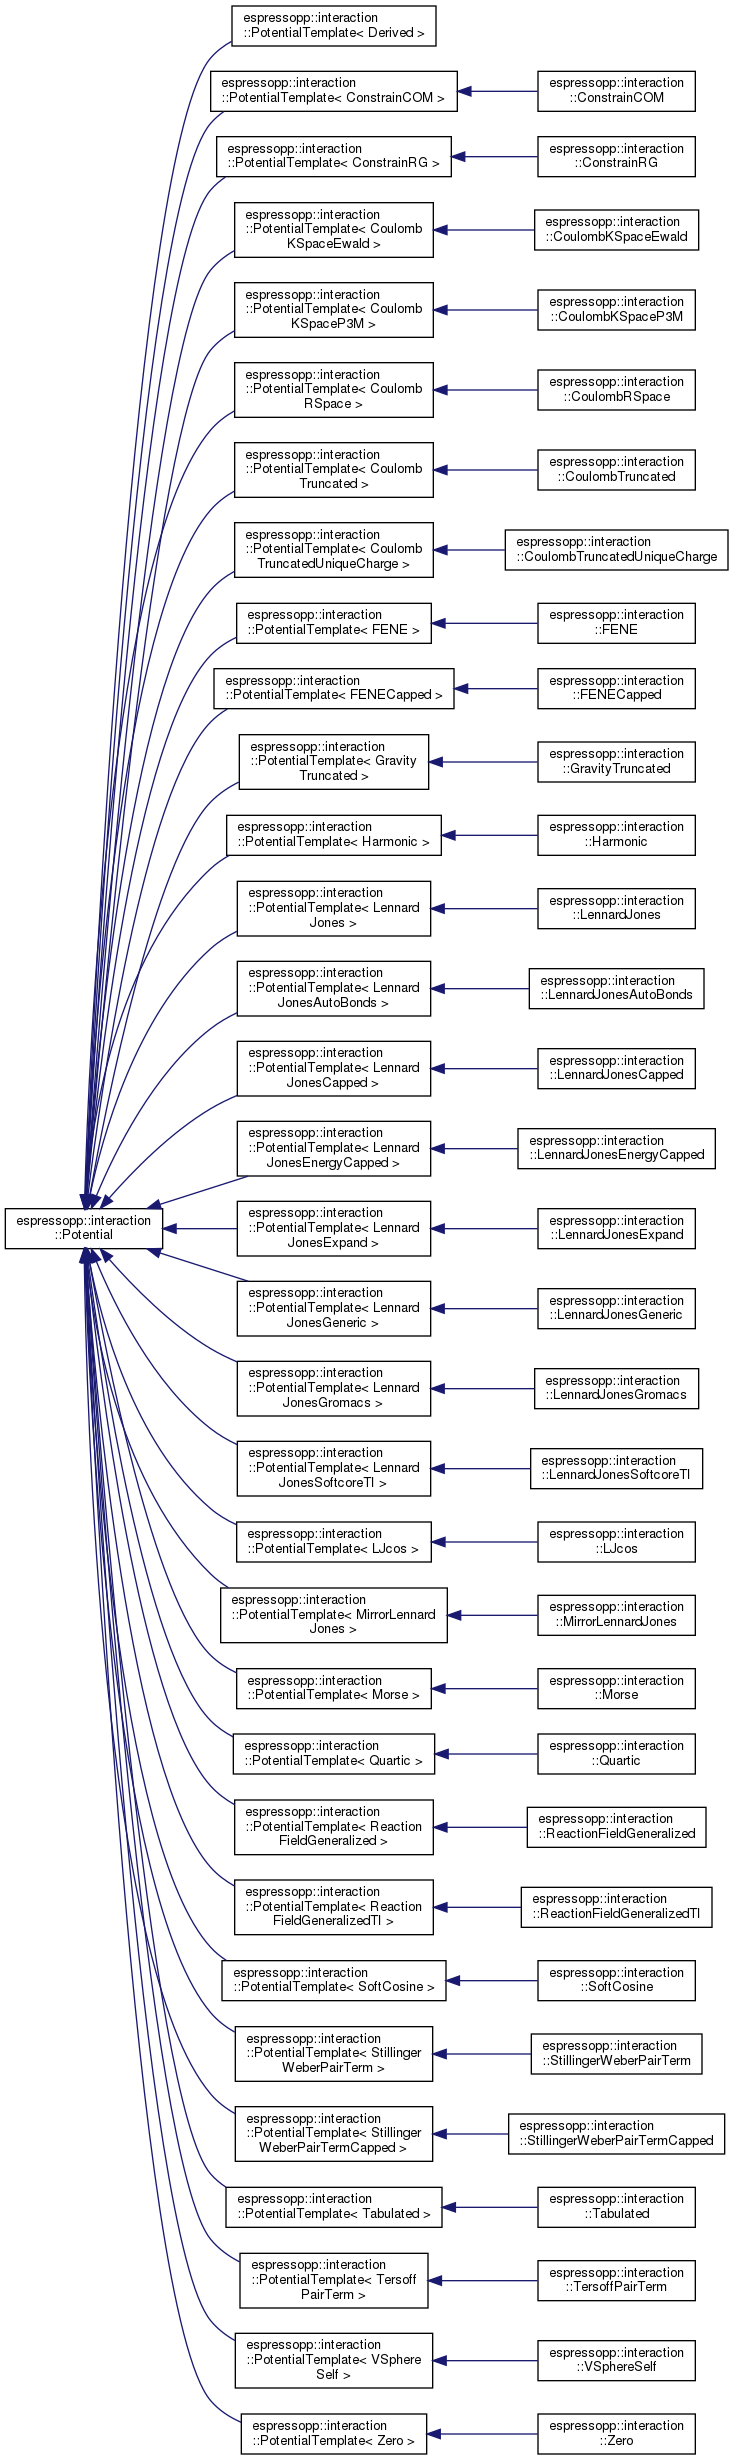 espressopp::interaction
::PotentialTemplate< Derived >
espressopp::interaction
::PotentialTemplate< ConstrainCOM >
espressopp::interaction
::ConstrainCOM
espressopp::interaction
::PotentialTemplate< ConstrainRG >
espressopp::interaction
::ConstrainRG
espressopp::interaction
::PotentialTemplate< Coulomb
KSpaceEwald >
espressopp::interaction
::CoulombKSpaceEwald
espressopp::interaction
::PotentialTemplate< Coulomb
KSpaceP3M >
espressopp::interaction
::CoulombKSpaceP3M
espressopp::interaction
::PotentialTemplate< Coulomb
RSpace >
espressopp::interaction
::CoulombRSpace
espressopp::interaction
::PotentialTemplate< Coulomb
Truncated >
espressopp::interaction
::CoulombTruncated
espressopp::interaction
::PotentialTemplate< Coulomb
TruncatedUniqueCharge >
espressopp::interaction
::CoulombTruncatedUniqueCharge
espressopp::interaction
::PotentialTemplate< FENE >
espressopp::interaction
::FENE
espressopp::interaction
::PotentialTemplate< FENECapped >
espressopp::interaction
::FENECapped
espressopp::interaction
::PotentialTemplate< Gravity
Truncated >
espressopp::interaction
::GravityTruncated
espressopp::interaction
::PotentialTemplate< Harmonic >
espressopp::interaction
::Harmonic
espressopp::interaction
::PotentialTemplate< Lennard
Jones >
espressopp::interaction
::LennardJones
espressopp::interaction
::PotentialTemplate< Lennard
JonesAutoBonds >
espressopp::interaction
::LennardJonesAutoBonds
espressopp::interaction
::PotentialTemplate< Lennard
JonesCapped >
espressopp::interaction
::LennardJonesCapped
espressopp::interaction
::PotentialTemplate< Lennard
JonesEnergyCapped >
espressopp::interaction
::LennardJonesEnergyCapped
espressopp::interaction
::Potential
espressopp::interaction
::PotentialTemplate< Lennard
JonesExpand >
espressopp::interaction
::LennardJonesExpand
espressopp::interaction
::PotentialTemplate< Lennard
JonesGeneric >
espressopp::interaction
::LennardJonesGeneric
espressopp::interaction
::PotentialTemplate< Lennard
JonesGromacs >
espressopp::interaction
::LennardJonesGromacs
espressopp::interaction
::PotentialTemplate< Lennard
JonesSoftcoreTI >
espressopp::interaction
::LennardJonesSoftcoreTI
espressopp::interaction
::PotentialTemplate< LJcos >
espressopp::interaction
::LJcos
espressopp::interaction
::PotentialTemplate< MirrorLennard
Jones >
espressopp::interaction
::MirrorLennardJones
espressopp::interaction
::PotentialTemplate< Morse >
espressopp::interaction
::Morse
espressopp::interaction
::PotentialTemplate< Quartic >
espressopp::interaction
::Quartic
espressopp::interaction
::PotentialTemplate< Reaction
FieldGeneralized >
espressopp::interaction
::ReactionFieldGeneralized
espressopp::interaction
::PotentialTemplate< Reaction
FieldGeneralizedTI >
espressopp::interaction
::ReactionFieldGeneralizedTI
espressopp::interaction
::PotentialTemplate< SoftCosine >
espressopp::interaction
::SoftCosine
espressopp::interaction
::PotentialTemplate< Stillinger
WeberPairTerm >
espressopp::interaction
::StillingerWeberPairTerm
espressopp::interaction
::PotentialTemplate< Stillinger
WeberPairTermCapped >
espressopp::interaction
::StillingerWeberPairTermCapped
espressopp::interaction
::PotentialTemplate< Tabulated >
espressopp::interaction
::Tabulated
espressopp::interaction
::PotentialTemplate< Tersoff
PairTerm >
espressopp::interaction
::TersoffPairTerm
espressopp::interaction
::PotentialTemplate< VSphere
Self >
espressopp::interaction
::VSphereSelf
espressopp::interaction
::PotentialTemplate< Zero >
espressopp::interaction
::Zero